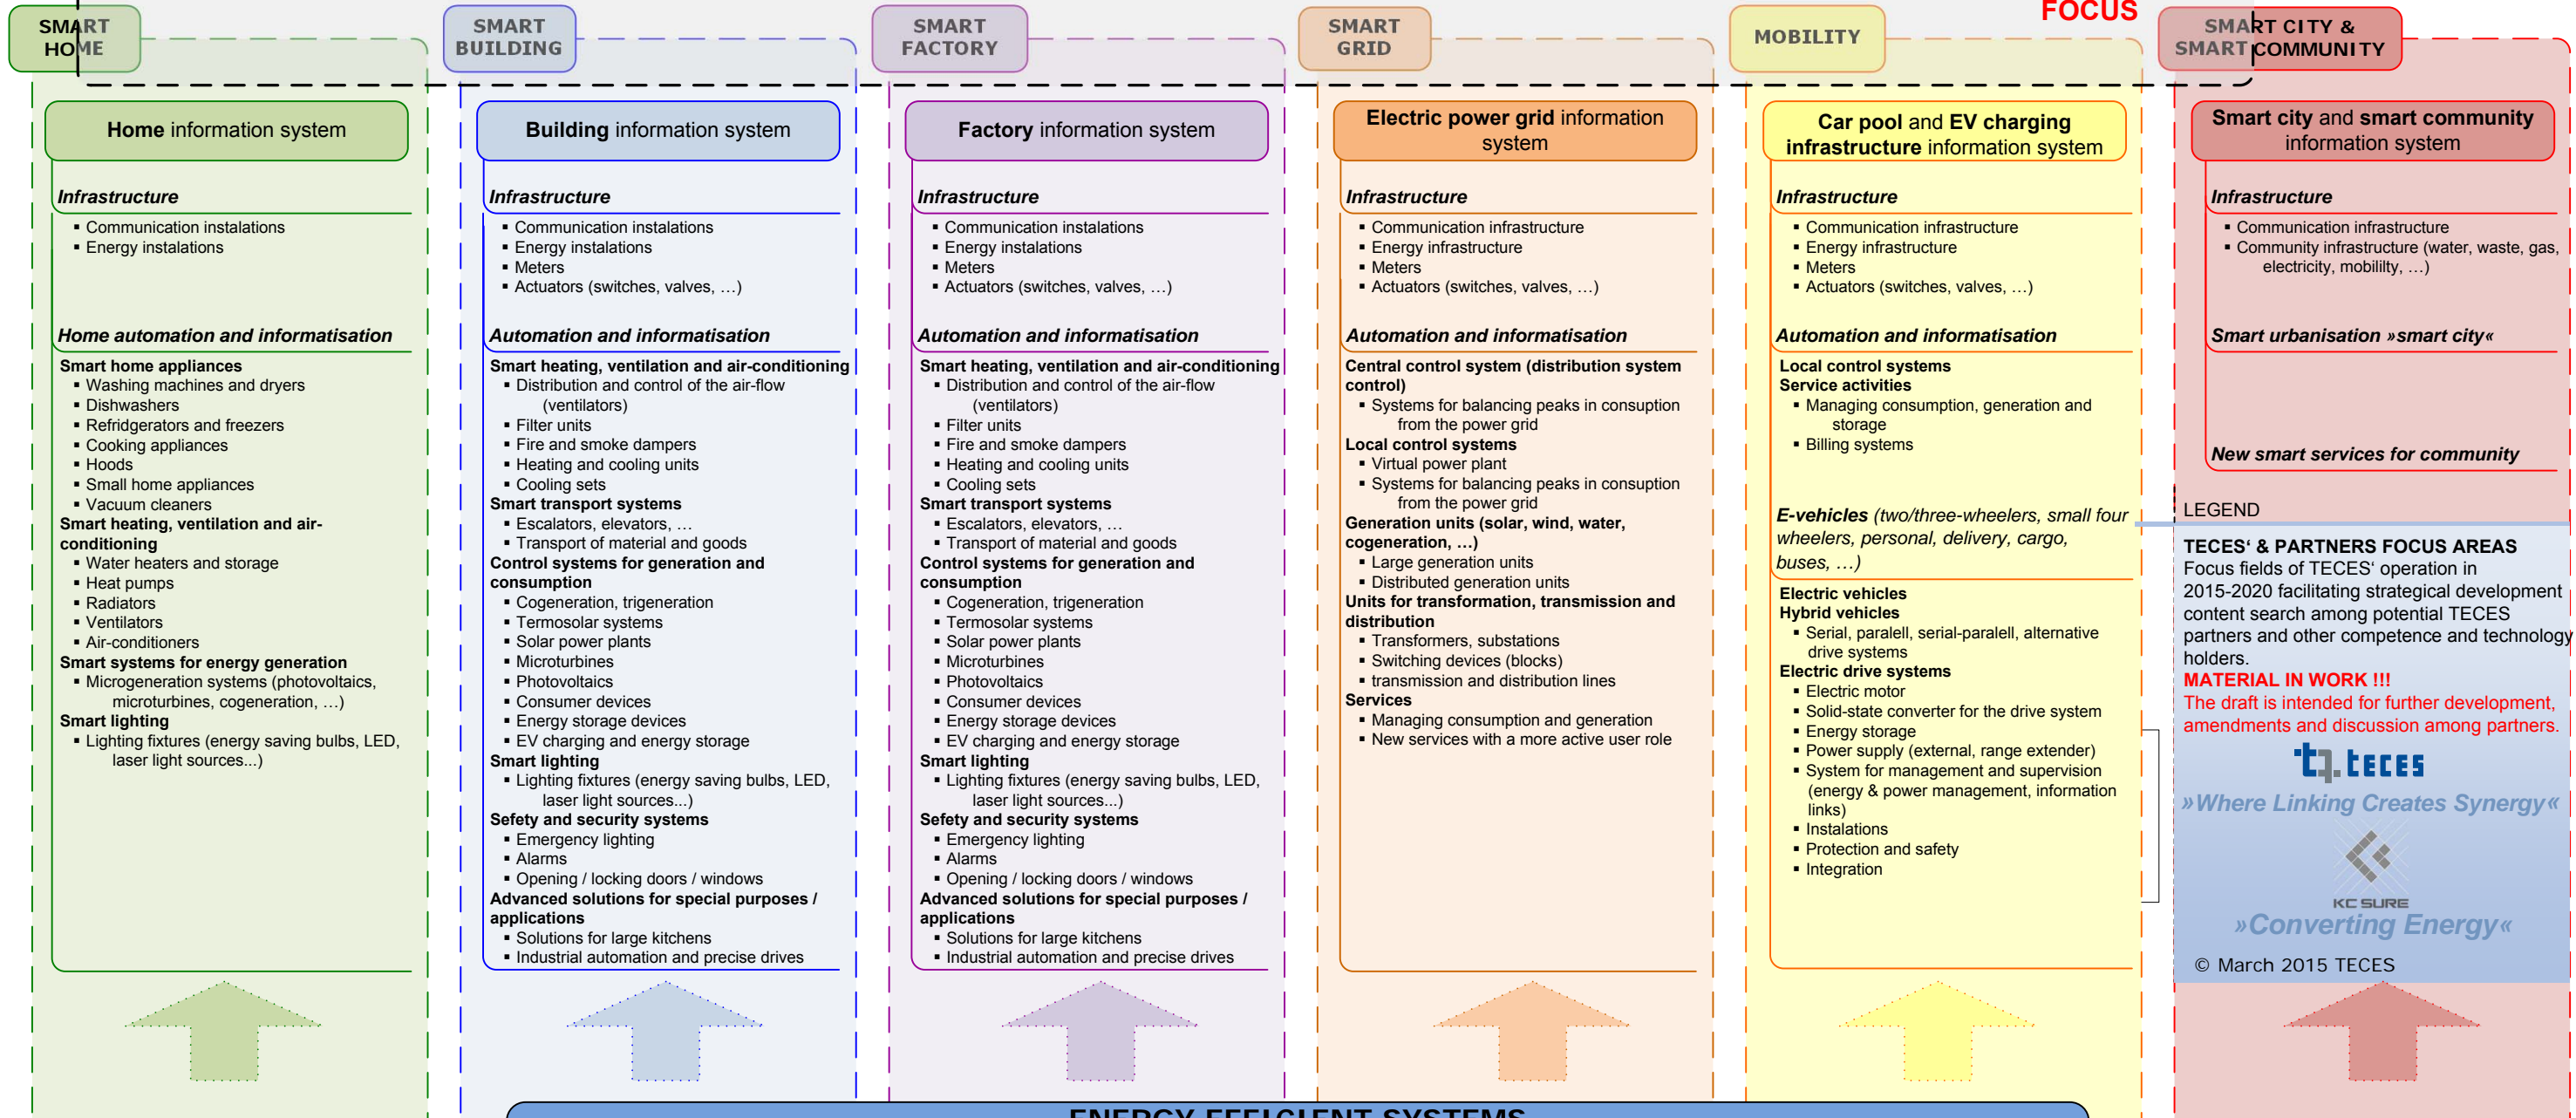 FOCUS
SMART
HOME
SMART
BUILDING
SMART
FACTORY
SMART
GRID
MOBILITY
SMART CITY &
SMART COMMUNITY
Home information system
Infrastructure
▪ Communication instalations
▪ Energy instalations
Home automation and informatisation
Smart home appliances
▪ Washing machines and dryers
▪ Dishwashers
▪ Refridgerators and freezers
▪ Cooking appliances
▪ Hoods
▪ Small home appliances
▪ Vacuum cleaners
Smart heating, ventilation and air-
conditioning
▪ Water heaters and storage
▪ Heat pumps
▪ Radiators
▪ Ventilators
▪ Air-conditioners
Smart systems for energy generation
▪ Microgeneration systems (photovoltaics,
microturbines, cogeneration, …)
Smart lighting
▪ Lighting fixtures (energy saving bulbs, LED,
laser light sources...)
Building information system
Infrastructure
▪ Communication instalations
▪ Energy instalations
▪ Meters
▪ Actuators (switches, valves, …)
Automation and informatisation
Smart heating, ventilation and air-conditioning
▪ Distribution and control of the air-flow
(ventilators)
▪ Filter units
▪ Fire and smoke dampers
▪ Heating and cooling units
▪ Cooling sets
Smart transport systems
▪ Escalators, elevators, …
▪ Transport of material and goods
Control systems for generation and
consumption
▪ Cogeneration, trigeneration
▪ Termosolar systems
▪ Solar power plants
▪ Microturbines
▪ Photovoltaics
▪ Consumer devices
▪ Energy storage devices
▪ EV charging and energy storage
Smart lighting
▪ Lighting fixtures (energy saving bulbs, LED,
laser light sources...)
Sefety and security systems
▪ Emergency lighting
▪ Alarms
▪ Opening / locking doors / windows
Advanced solutions for special purposes /
applications
▪ Solutions for large kitchens
▪ Industrial automation and precise drives
Factory information system
Infrastructure
▪ Communication instalations
▪ Energy instalations
▪ Meters
▪ Actuators (switches, valves, …)
Automation and informatisation
Smart heating, ventilation and air-conditioning
▪ Distribution and control of the air-flow
(ventilators)
▪ Filter units
▪ Fire and smoke dampers
▪ Heating and cooling units
▪ Cooling sets
Smart transport systems
▪ Escalators, elevators, …
▪ Transport of material and goods
Control systems for generation and
consumption
▪ Cogeneration, trigeneration
▪ Termosolar systems
▪ Solar power plants
▪ Microturbines
▪ Photovoltaics
▪ Consumer devices
▪ Energy storage devices
▪ EV charging and energy storage
Smart lighting
▪ Lighting fixtures (energy saving bulbs, LED,
laser light sources...)
Sefety and security systems
▪ Emergency lighting
▪ Alarms
▪ Opening / locking doors / windows
Advanced solutions for special purposes /
applications
▪ Solutions for large kitchens
▪ Industrial automation and precise drives
Electric power grid information
system
Infrastructure
▪ Communication infrastructure
▪ Energy infrastructure
▪ Meters
▪ Actuators (switches, valves, …)
Automation and informatisation
Central control system (distribution system
control)
▪ Systems for balancing peaks in consuption
from the power grid
Local control systems
▪ Virtual power plant
▪ Systems for balancing peaks in consuption
from the power grid
Generation units (solar, wind, water,
cogeneration, …)
▪ Large generation units
▪ Distributed generation units
Units for transformation, transmission and
distribution
▪ Transformers, substations
▪ Switching devices (blocks)
▪ transmission and distribution lines
Services
▪ Managing consumption and generation
▪ New services with a more active user role
Car pool and EV charging
infrastructure information system
Infrastructure
▪ Communication infrastructure
▪ Energy infrastructure
▪ Meters
▪ Actuators (switches, valves, …)
Automation and informatisation
Local control systems
Service activities
▪ Managing consumption, generation and
storage
▪ Billing systems
E-vehicles (two/three-wheelers, small four
wheelers, personal, delivery, cargo,
buses, …)
Electric vehicles
Hybrid vehicles
▪ Serial, paralell, serial-paralell, alternative
drive systems
Electric drive systems
▪ Electric motor
▪ Solid-state converter for the drive system
▪ Energy storage
▪ Power supply (external, range extender)
▪ System for management and supervision
(energy & power management, information
links)
▪ Instalations
▪ Protection and safety
▪ Integration
Smart city and smart community
information system
Infrastructure
▪ Communication infrastructure
▪ Community infrastructure (water, waste, gas,
electricity, mobililty, …)
Smart urbanisation »smart city«
New smart services for community
LEGEND
TECES‘ & PARTNERS FOCUS AREAS
Focus fields of TECES‘ operation in
2015-2020 facilitating strategical development
content search among potential TECES
partners and other competence and technology
holders.
MATERIAL IN WORK !!!
The draft is intended for further development,
amendments and discussion among partners.
teces
»Where Linking Creates Synergy«
KC SURE
»Converting Energy«
© March 2015 TECES
ENERGY EFFICIENT SYSTEMS